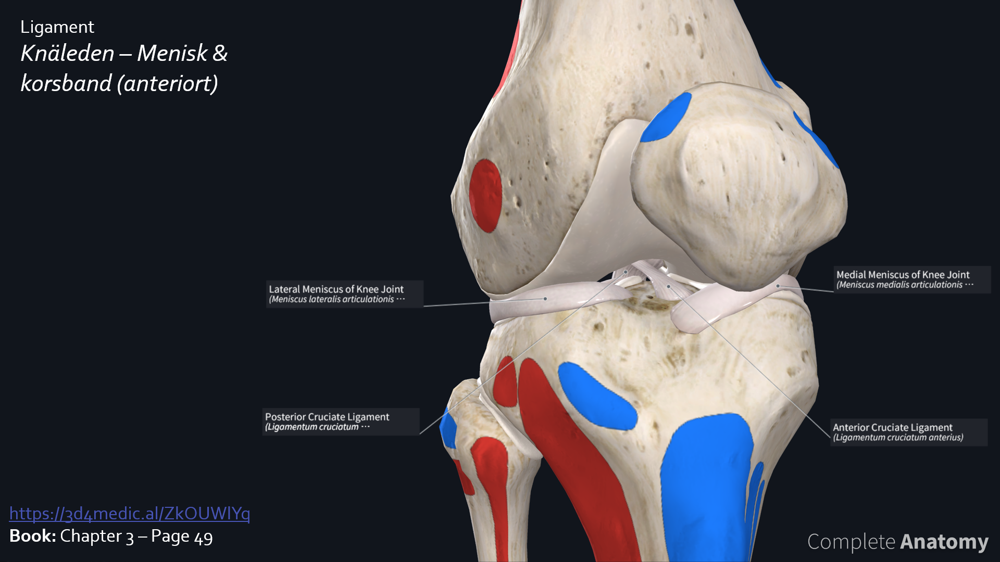 Ligament
Knäleden – Menisk &
korsband (anteriort)
Lateral Meniscus of Knee Joint
(Meniscus lateralis articulationis ···
Medial Meniscus of Knee Joint
(Meniscus medialis articulationis ···
Posterior Cruciate Ligament
(Ligamentum cruciatum ···
Anterior Cruciate Ligament
(Ligamentum cruciatum anterius)
https://3d4medic.al/ZkOUWlYq
Book: Chapter 3 – Page 49
Complete Anatomy